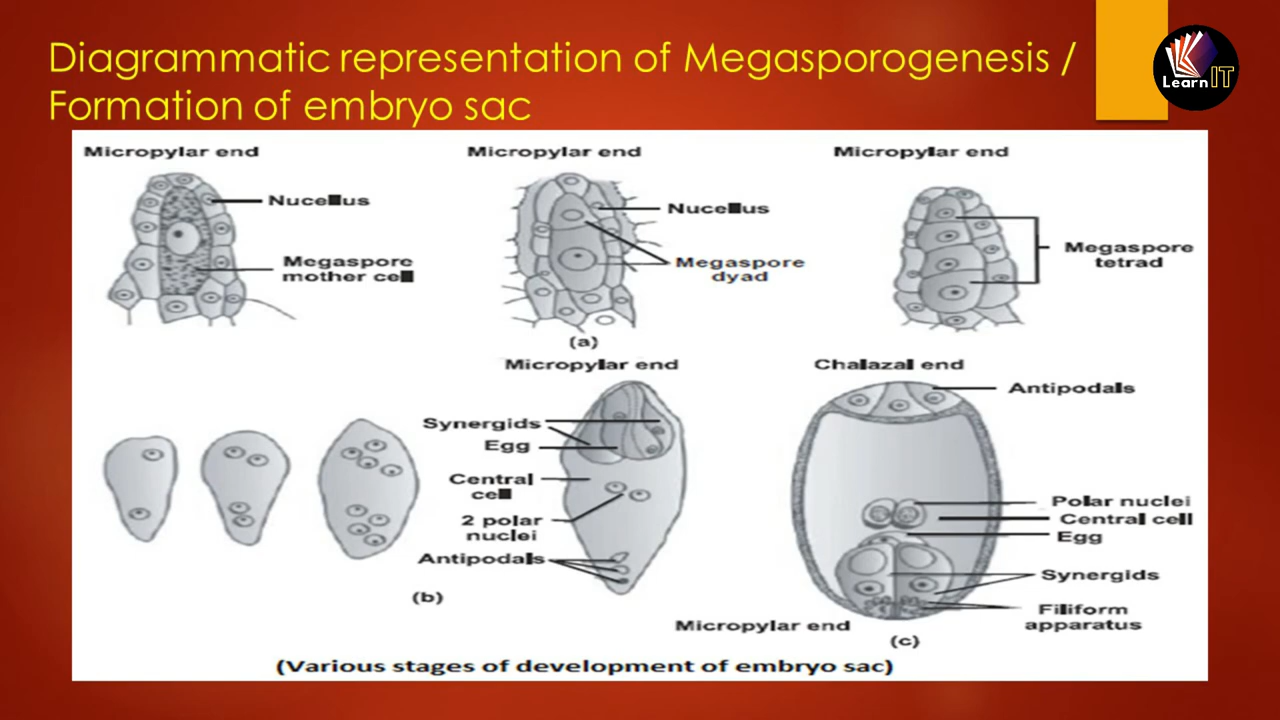 Diagrammatic representation of Megasporogenesis /
Formation of embryo sac
Learn IT
Micropylar end
Micropylar end
Micropylar end
Nucellus
Megaspore
mother cell
Nucellus
Megaspore
dyad
Megaspore
tetrad
(a)
Micropylar end
Synergids
Egg
Central
cell
2 polar
nuclei
Antipodals
(b)
Chalazal end
Antipodals
Polar nuclei
Central cell
Egg
Synergids
Filiform
apparatus
Micropylar end
(c)
(Various stages of development of embryo sac)